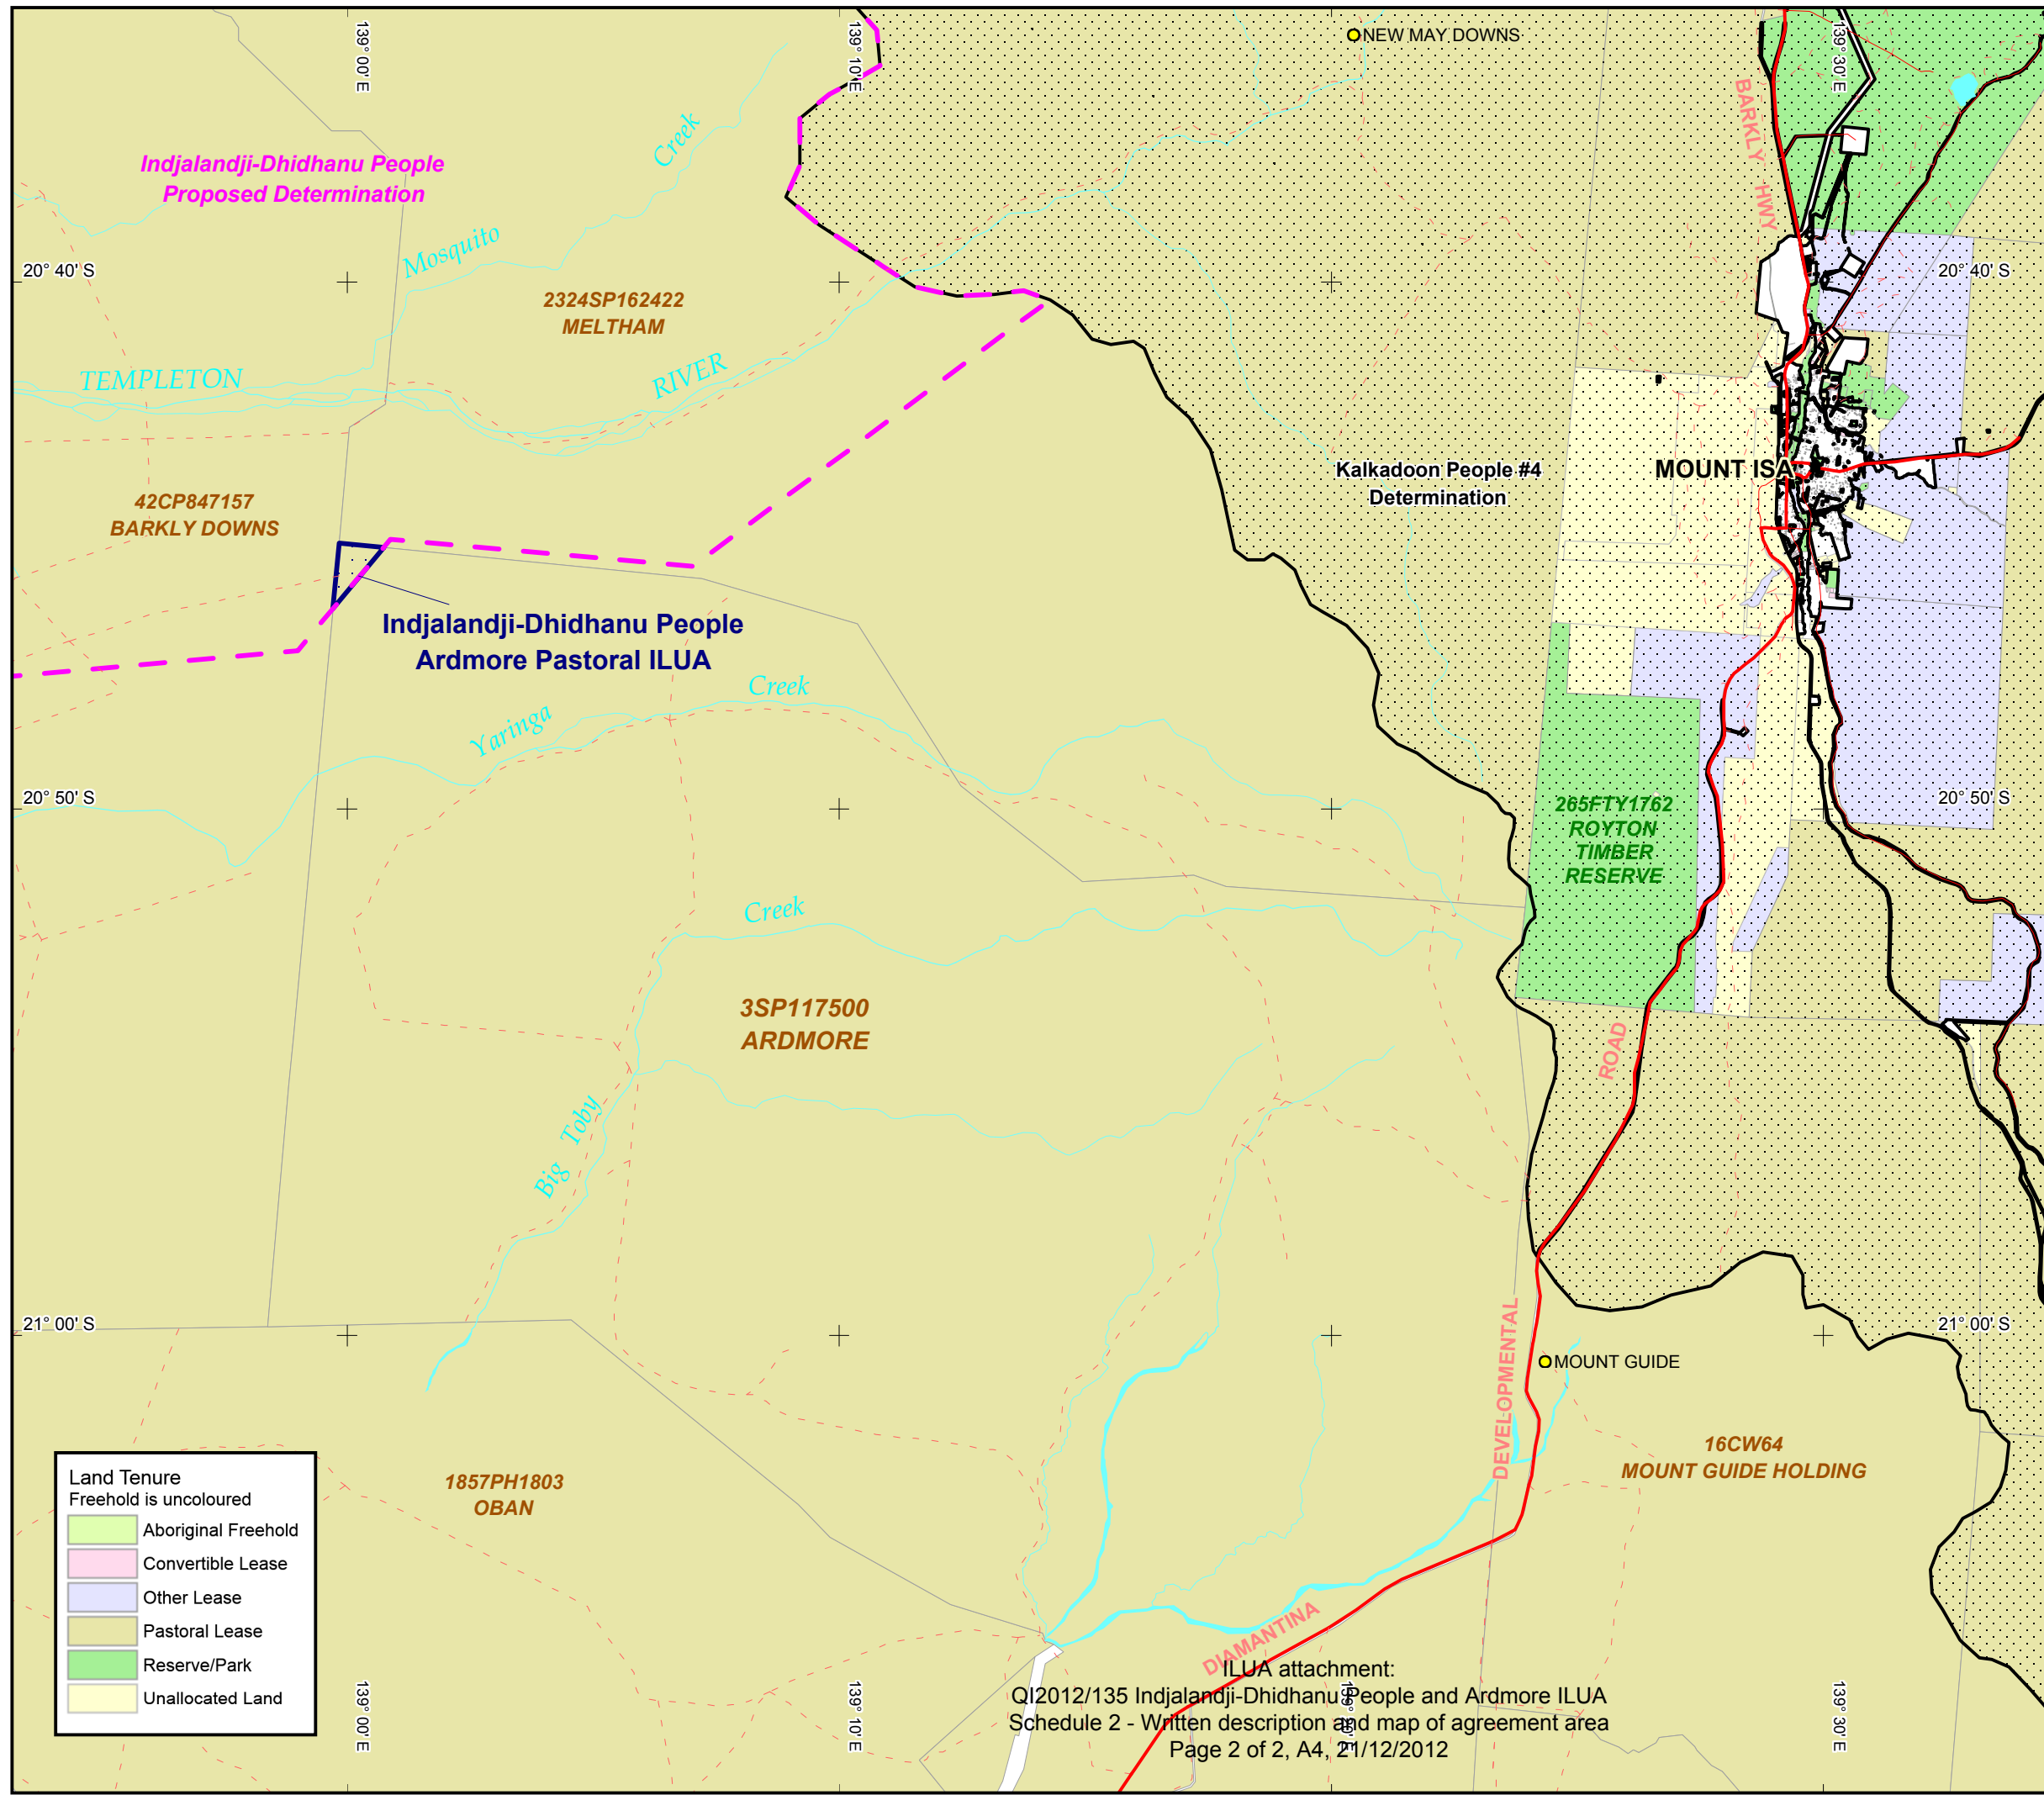 139° 00' E
139° 10' E
139° 30' E
NEW MAY DOWNS
BARKLY HWY
Indjalandji-Dhidhanu People
Proposed Determination
Mosquito Creek
20° 40' S
20° 40' S
2324SP162422
MELTHAM
TEMPLETON RIVER
Kalkadoon People #4
Determination
MOUNT ISA
42CP847157
BARKLY DOWNS
Indjalandji-Dhidhanu People
Ardmore Pastoral ILUA
Yaringa Creek
20° 50' S
20° 50' S
265FTY1762
ROYTON
TIMBER
RESERVE
Creek
3SP117500
ARDMORE
Big Toby
ROAD
21° 00' S
21° 00' S
DEVELOPMENTAL
MOUNT GUIDE
16CW64
MOUNT GUIDE HOLDING
1857PH1803
OBAN
Land Tenure
Freehold is uncoloured
Aboriginal Freehold
Convertible Lease
Other Lease
Pastoral Lease
Reserve/Park
Unallocated Land
DIAMANTINA
ILUA attachment:
QI2012/135 Indjalandji-Dhidhanu People and Ardmore ILUA
Schedule 2 - Written description and map of agreement area
Page 2 of 2, A4, 21/12/2012
139° 00' E
139° 10' E
139° 20' E
139° 30' E